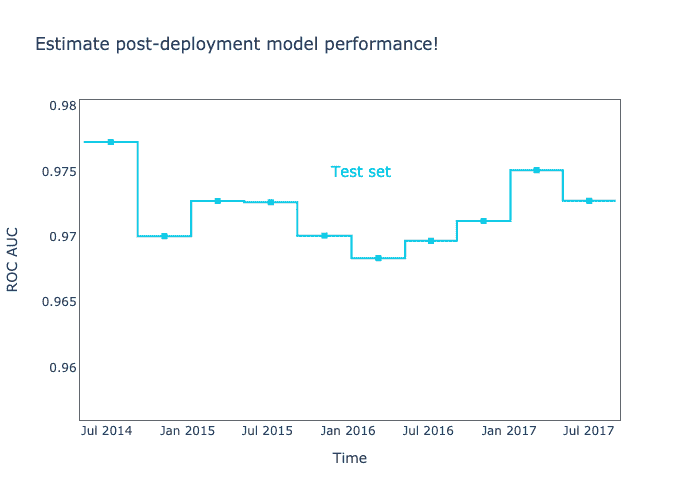 Estimate post-deployment model performance!
0.98
0.975
0.97
0.965
0.96
ROC AUC
Test set
Jul 2014 Jan 2015 Jul 2015 Jan 2016 Jul 2016 Jan 2017 Jul 2017
Time